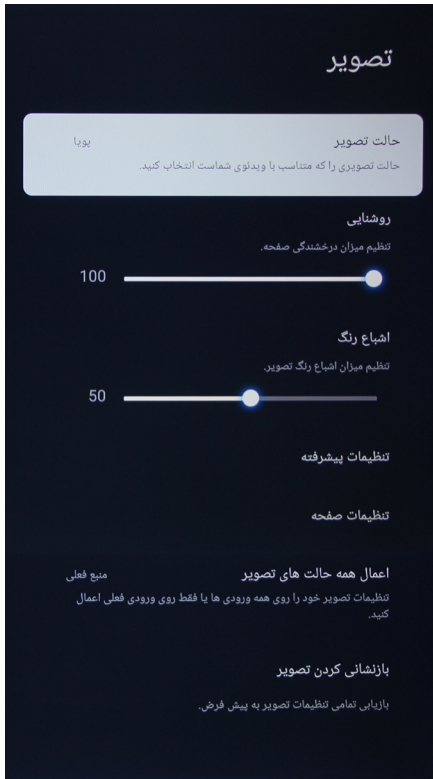 تصویر
حالت تصویر پویا
حالت تصویری را که متناسب با ویدئوی شماست انتخاب کنید.
روشنایی
تنظیم میزان درخشندگی صفحه.
100
اشباع رنگ
تنظیم میزان اشباع رنگ تصویر.
50
تنظیمات پیشرفته
تنظیمات صفحه
اعمال همه حالت های تصویر منبع فعلی
تنظیمات تصویر خود را روی همه ورودی ها یا فقط روی ورودی فعلی اعمال
کنید.
بازنشانی کردن تصویر
بازیابی تمامی تنظیمات تصویر به پیش فرض.